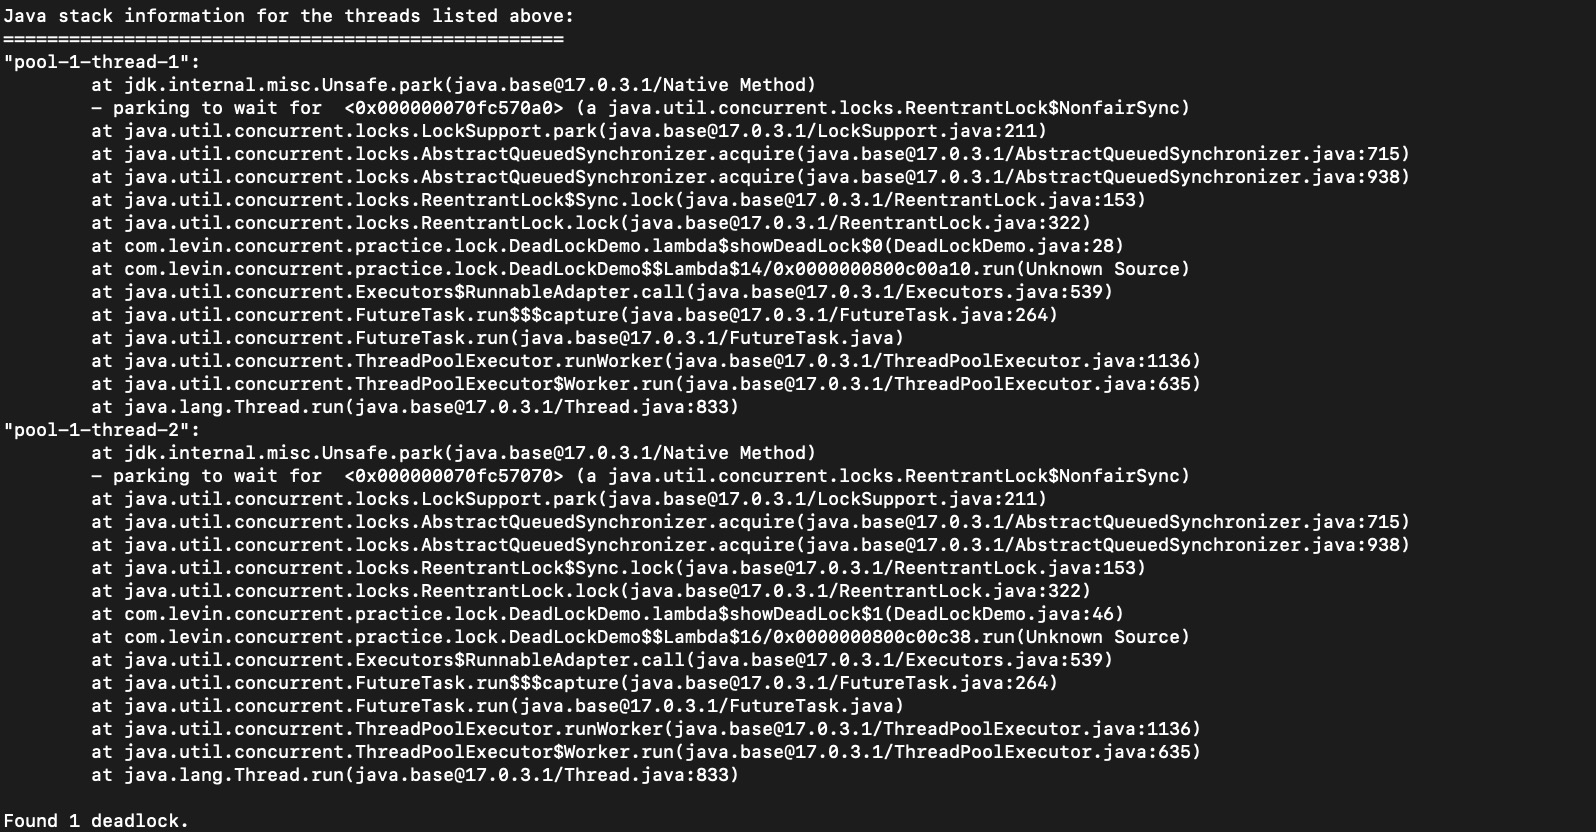 Java stack information for the threads listed above:
===================================================
"pool-1-thread-1":
        at jdk.internal.misc.Unsafe.park(java.base@17.0.3.1/Native Method)
        - parking to wait for  <0x000000070fc570a0> (a java.util.concurrent.locks.ReentrantLock$NonfairSync)
        at java.util.concurrent.locks.LockSupport.park(java.base@17.0.3.1/LockSupport.java:211)
        at java.util.concurrent.locks.AbstractQueuedSynchronizer.acquire(java.base@17.0.3.1/AbstractQueuedSynchronizer.java:715)
        at java.util.concurrent.locks.AbstractQueuedSynchronizer.acquire(java.base@17.0.3.1/AbstractQueuedSynchronizer.java:938)
        at java.util.concurrent.locks.ReentrantLock$Sync.lock(java.base@17.0.3.1/ReentrantLock.java:153)
        at java.util.concurrent.locks.ReentrantLock.lock(java.base@17.0.3.1/ReentrantLock.java:322)
        at com.levin.concurrent.practice.lock.DeadLockDemo.lambda$showDeadLock$0(DeadLockDemo.java:28)
        at com.levin.concurrent.practice.lock.DeadLockDemo$$Lambda$14/0x0000000800c00a10.run(Unknown Source)
        at java.util.concurrent.Executors$RunnableAdapter.call(java.base@17.0.3.1/Executors.java:539)
        at java.util.concurrent.FutureTask.run$$$capture(java.base@17.0.3.1/FutureTask.java:264)
        at java.util.concurrent.FutureTask.run(java.base@17.0.3.1/FutureTask.java)
        at java.util.concurrent.ThreadPoolExecutor.runWorker(java.base@17.0.3.1/ThreadPoolExecutor.java:1136)
        at java.util.concurrent.ThreadPoolExecutor$Worker.run(java.base@17.0.3.1/ThreadPoolExecutor.java:635)
        at java.lang.Thread.run(java.base@17.0.3.1/Thread.java:833)
"pool-1-thread-2":
        at jdk.internal.misc.Unsafe.park(java.base@17.0.3.1/Native Method)
        - parking to wait for  <0x000000070fc57070> (a java.util.concurrent.locks.ReentrantLock$NonfairSync)
        at java.util.concurrent.locks.LockSupport.park(java.base@17.0.3.1/LockSupport.java:211)
        at java.util.concurrent.locks.AbstractQueuedSynchronizer.acquire(java.base@17.0.3.1/AbstractQueuedSynchronizer.java:715)
        at java.util.concurrent.locks.AbstractQueuedSynchronizer.acquire(java.base@17.0.3.1/AbstractQueuedSynchronizer.java:938)
        at java.util.concurrent.locks.ReentrantLock$Sync.lock(java.base@17.0.3.1/ReentrantLock.java:153)
        at java.util.concurrent.locks.ReentrantLock.lock(java.base@17.0.3.1/ReentrantLock.java:322)
        at com.levin.concurrent.practice.lock.DeadLockDemo.lambda$showDeadLock$1(DeadLockDemo.java:46)
        at com.levin.concurrent.practice.lock.DeadLockDemo$$Lambda$16/0x0000000800c00c38.run(Unknown Source)
        at java.util.concurrent.Executors$RunnableAdapter.call(java.base@17.0.3.1/Executors.java:539)
        at java.util.concurrent.FutureTask.run$$$capture(java.base@17.0.3.1/FutureTask.java:264)
        at java.util.concurrent.FutureTask.run(java.base@17.0.3.1/FutureTask.java)
        at java.util.concurrent.ThreadPoolExecutor.runWorker(java.base@17.0.3.1/ThreadPoolExecutor.java:1136)
        at java.util.concurrent.ThreadPoolExecutor$Worker.run(java.base@17.0.3.1/ThreadPoolExecutor.java:635)
        at java.lang.Thread.run(java.base@17.0.3.1/Thread.java:833)

Found 1 deadlock.